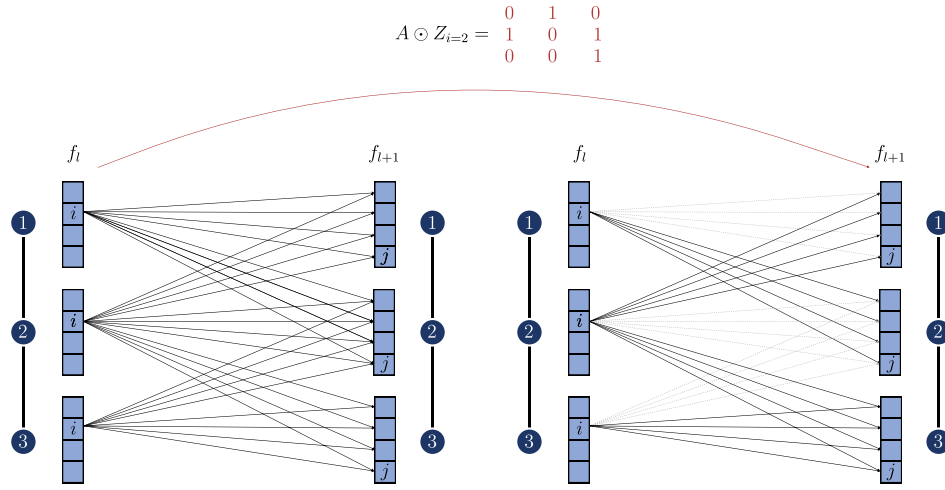 0 1 0
A ⊙ Z_{i=2} = 1 0 1
0 0 1
f_l f_{l+1} f_l f_{l+1}
1 i 1 1 i 1
j j
2 i 2 2 i 2
j j
3 i 3 3 i 3
j j